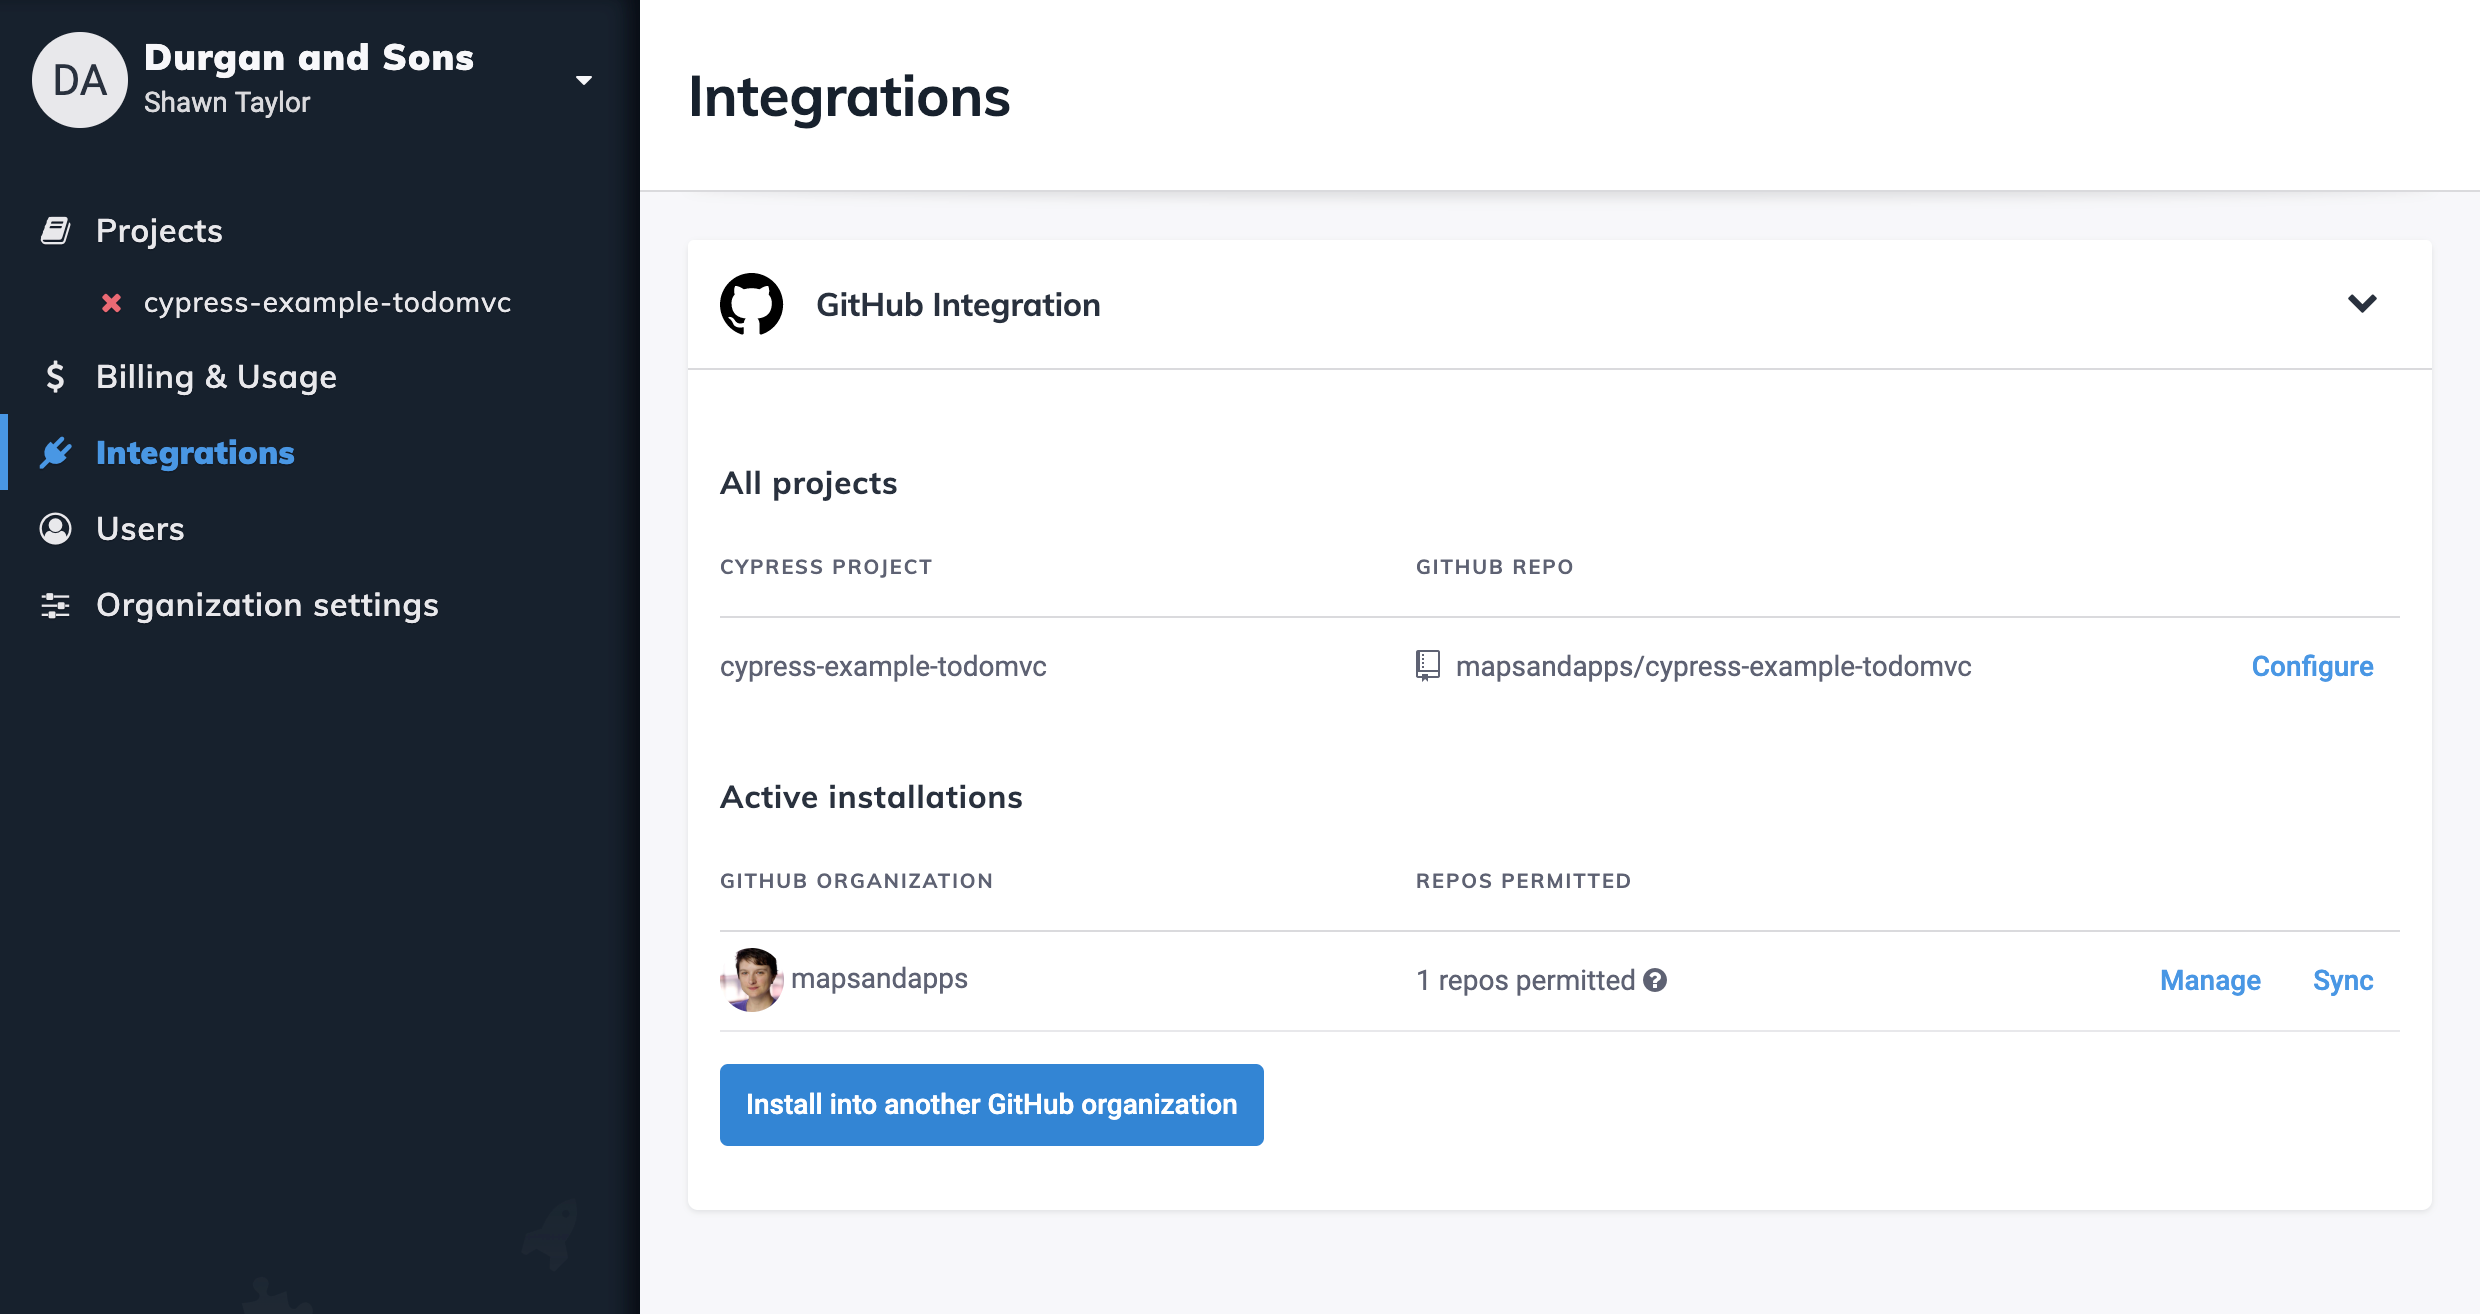 DA
Durgan and Sons
Shawn Taylor
Projects
cypress-example-todomvc
Billing & Usage
Integrations
Users
Organization settings
Integrations
GitHub Integration
All projects
CYPRESS PROJECT GITHUB REPO
cypress-example-todomvc mapsandapps/cypress-example-todomvc Configure
Active installations
GITHUB ORGANIZATION REPOS PERMITTED
mapsandapps 1 repos permitted ? Manage Sync
Install into another GitHub organization